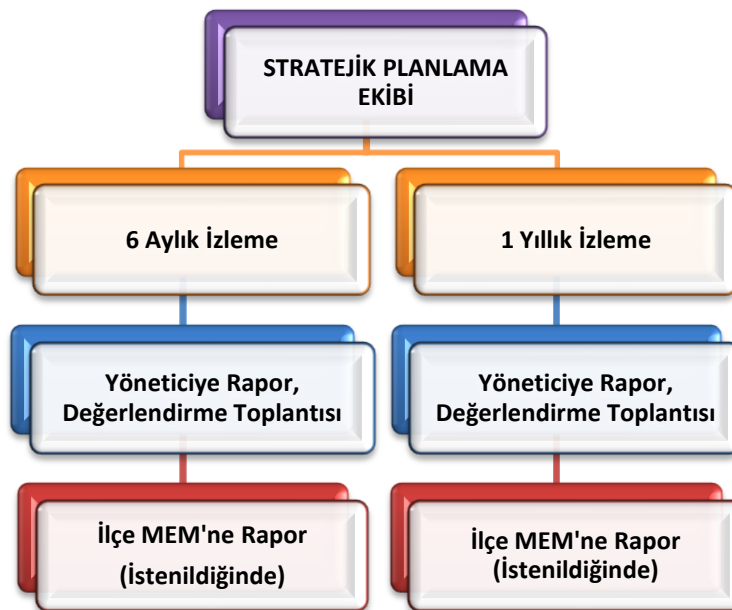 STRATEJİK PLANLAMA
EKİBİ
6 Aylık İzleme
1 Yıllık İzleme
Yöneticiye Rapor,
Değerlendirme Toplantısı
Yöneticiye Rapor,
Değerlendirme Toplantısı
İlçe MEM'ne Rapor
(İstenildiğinde)
İlçe MEM'ne Rapor
(İstenildiğinde)